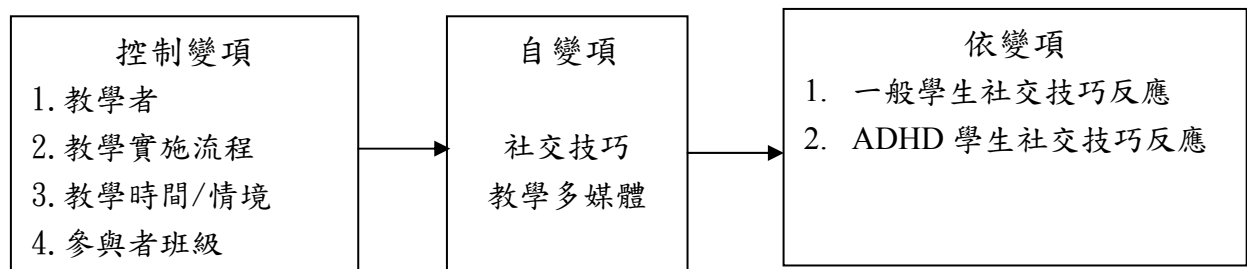 控制變項
1.教學者
2.教學實施流程
3.教學時間/情境
4.參與者班級
自變項
社交技巧
教學多媒體
依變項
1. 一般學生社交技巧反應
2. ADHD 學生社交技巧反應